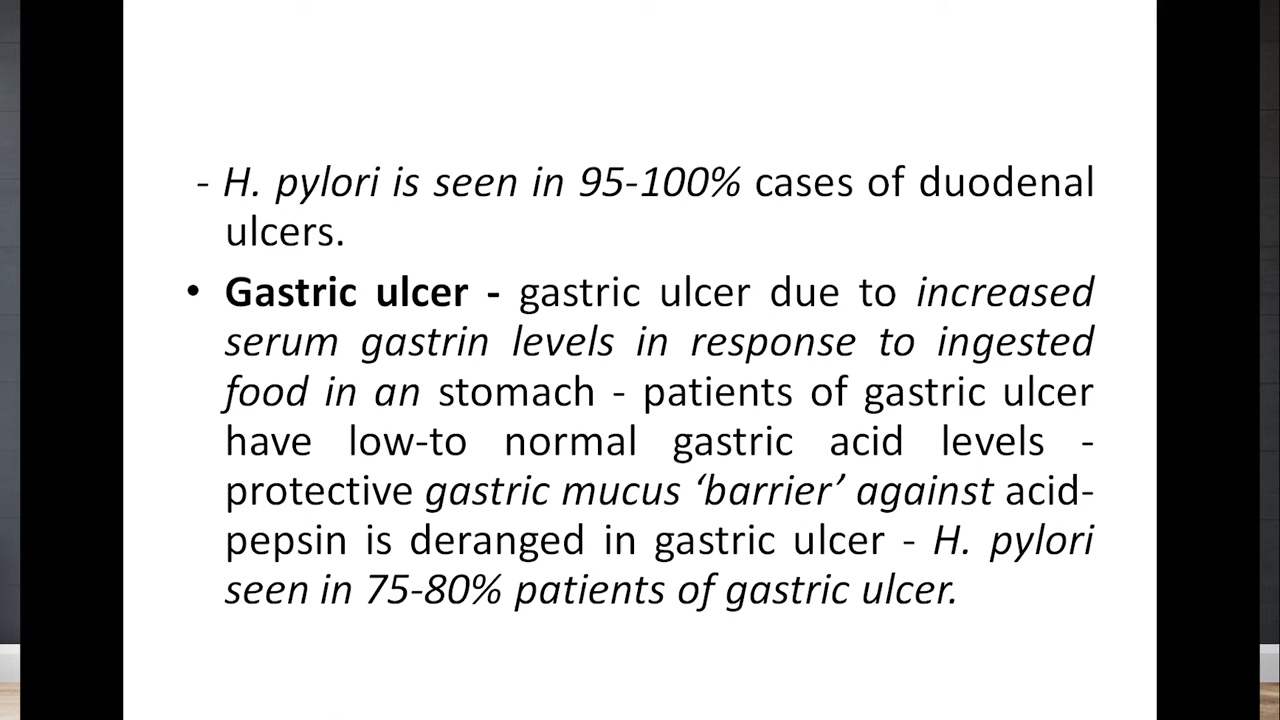 - H. pylori is seen in 95-100% cases of duodenal
ulcers.
• Gastric ulcer - gastric ulcer due to increased
serum gastrin levels in response to ingested
food in an stomach - patients of gastric ulcer
have low-to normal gastric acid levels -
protective gastric mucus ‘barrier’ against acid-
pepsin is deranged in gastric ulcer - H. pylori
seen in 75-80% patients of gastric ulcer.